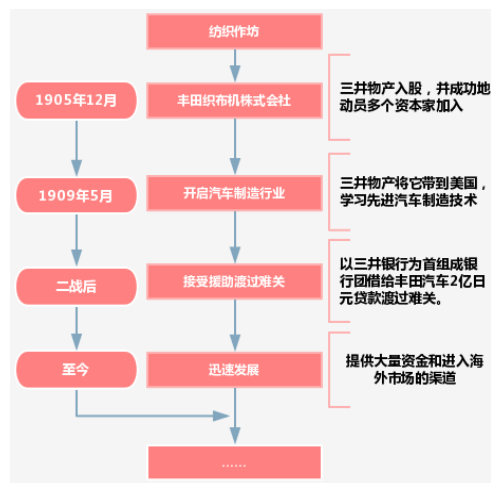 纺织作坊
1905年12月
丰田织布机株式会社
三井物产入股，并成功地
动员多个资本家加入
1909年5月
开启汽车制造行业
三井物产将它带到美国，
学习先进汽车制造技术
二战后
接受援助渡过难关
以三井银行为首组成银
行团借给丰田汽车2亿日
元贷款渡过难关。
至今
迅速发展
提供大量资金和进入海
外市场的渠道
……